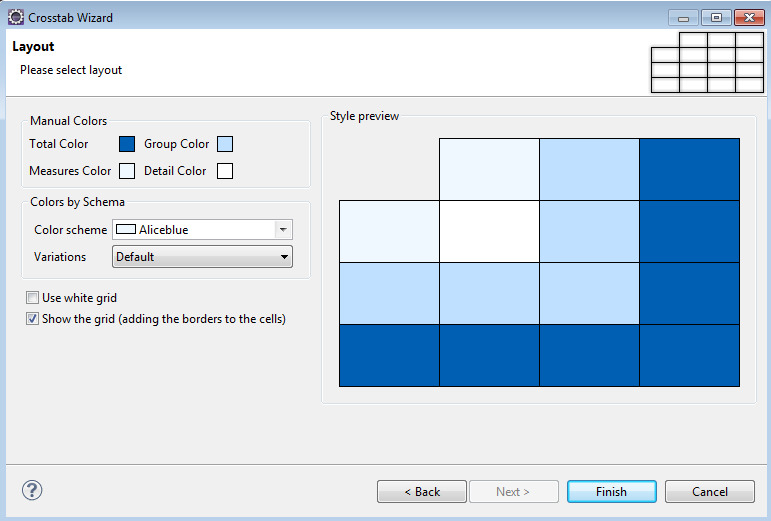 Crosstab Wizard
Layout
Please select layout
Manual Colors
Total Color Group Color
Measures Color Detail Color
Colors by Schema
Color scheme Aliceblue
Variations Default
Use white grid
Show the grid (adding the borders to the cells)
Style preview
? < Back Next > Finish Cancel